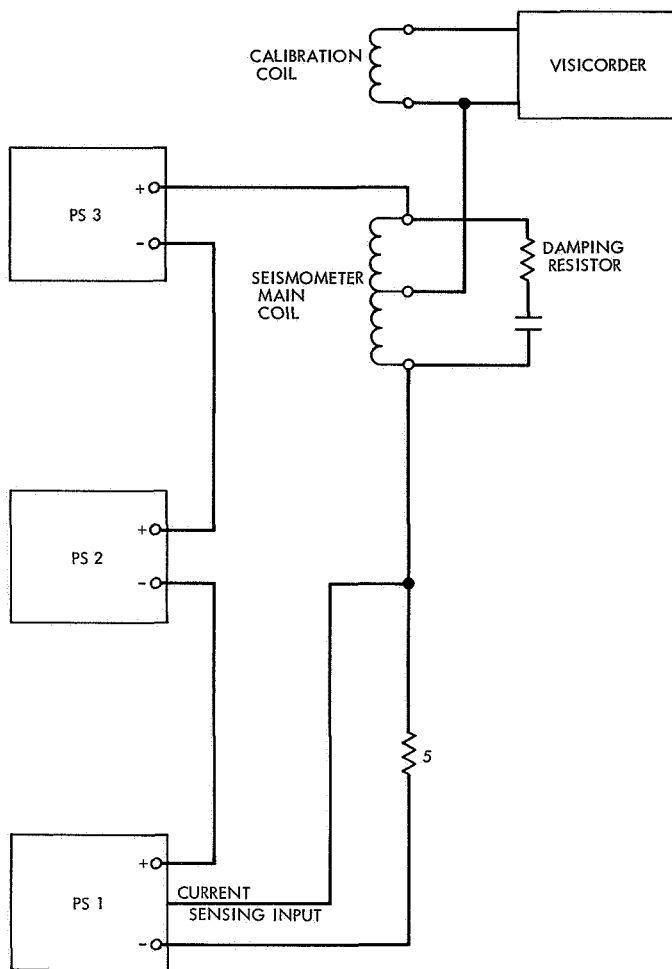 CALIBRATION
COIL
VISICORDER
+
PS 3
-
SEISMOMETER
MAIN
COIL
DAMPING
RESISTOR
+
PS 2
-
5
+
PS 1
CURRENT
SENSING INPUT
-